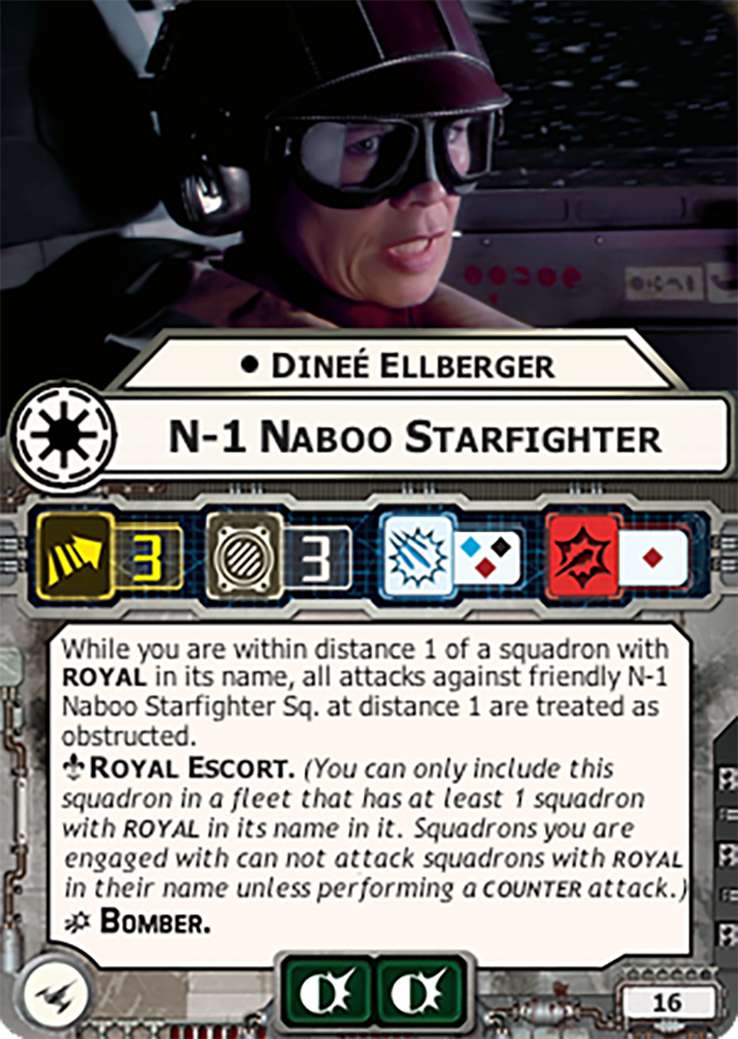 • Dineé Ellberger
N-1 Naboo Starfighter
3 3
While you are within distance 1 of a squadron with
ROYAL in its name, all attacks against friendly N-1
Naboo Starfighter Sq. at distance 1 are treated as
obstructed.
Royal Escort. (You can only include this
squadron in a fleet that has at least 1 squadron
with ROYAL in its name in it. Squadrons you are
engaged with can not attack squadrons with ROYAL
in their name unless performing a COUNTER attack.)
Bomber.
16